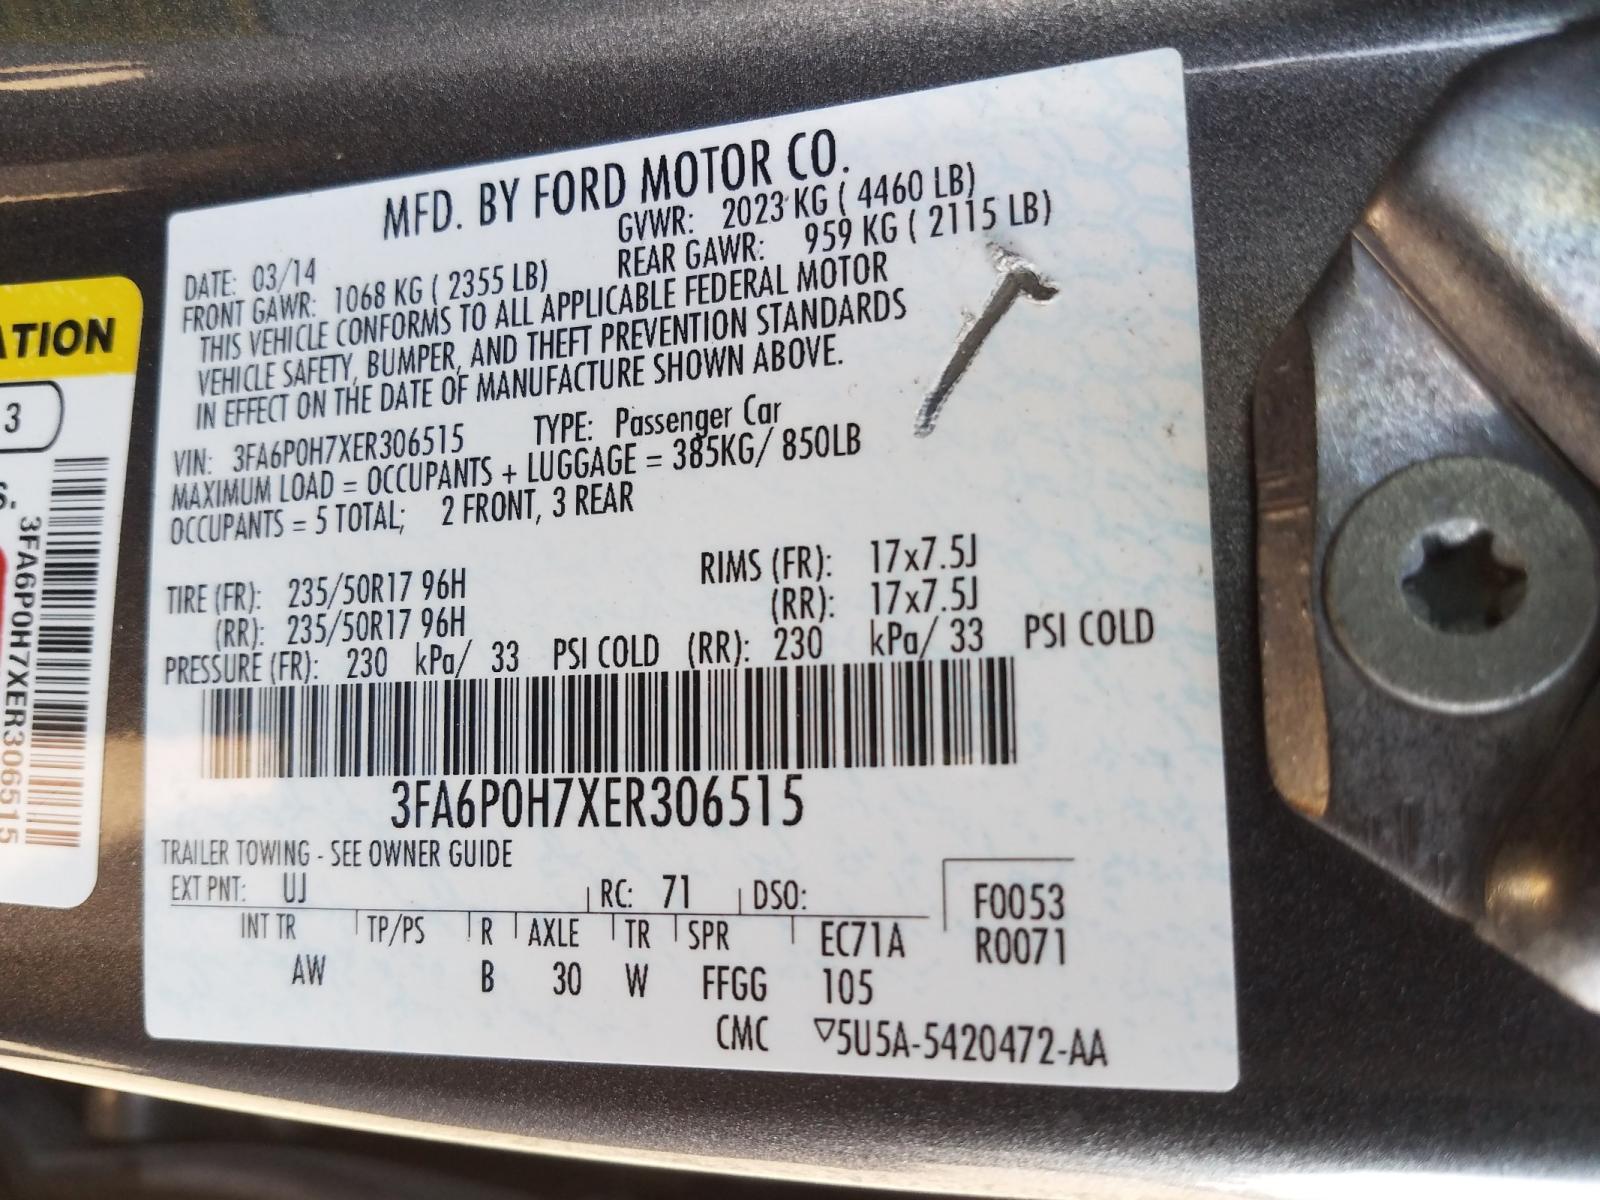 MFD. BY FORD MOTOR CO.
DATE: 03/14 GVWR: 2023 KG ( 4460 LB)
FRONT GAWR: 1068 KG ( 2355 LB) REAR GAWR: 959 KG ( 2115 LB)
THIS VEHICLE CONFORMS TO ALL APPLICABLE FEDERAL MOTOR
VEHICLE SAFETY, BUMPER, AND THEFT PREVENTION STANDARDS
IN EFFECT ON THE DATE OF MANUFACTURE SHOWN ABOVE.
VIN: 3FA6P0H7XER306515 TYPE: Passenger Car
MAXIMUM LOAD = OCCUPANTS + LUGGAGE = 385KG/ 850LB
OCCUPANTS = 5 TOTAL; 2 FRONT, 3 REAR
TIRE (FR): 235/50R17 96H RIMS (FR): 17x7.5J
(RR): 235/50R17 96H (RR): 17x7.5J
PRESSURE (FR): 230 kPa/ 33 PSI COLD (RR): 230 kPa/ 33 PSI COLD
3FA6P0H7XER306515
TRAILER TOWING - SEE OWNER GUIDE
EXT PNT: UJ RC: 71 DSO: F0053
INT TR TP/PS R AXLE TR SPR EC71A R0071
AW B 30 W FFGG 105
CMC ▽5U5A-5420472-AA
ATION
3
S.
3FA6P0H7XER306515